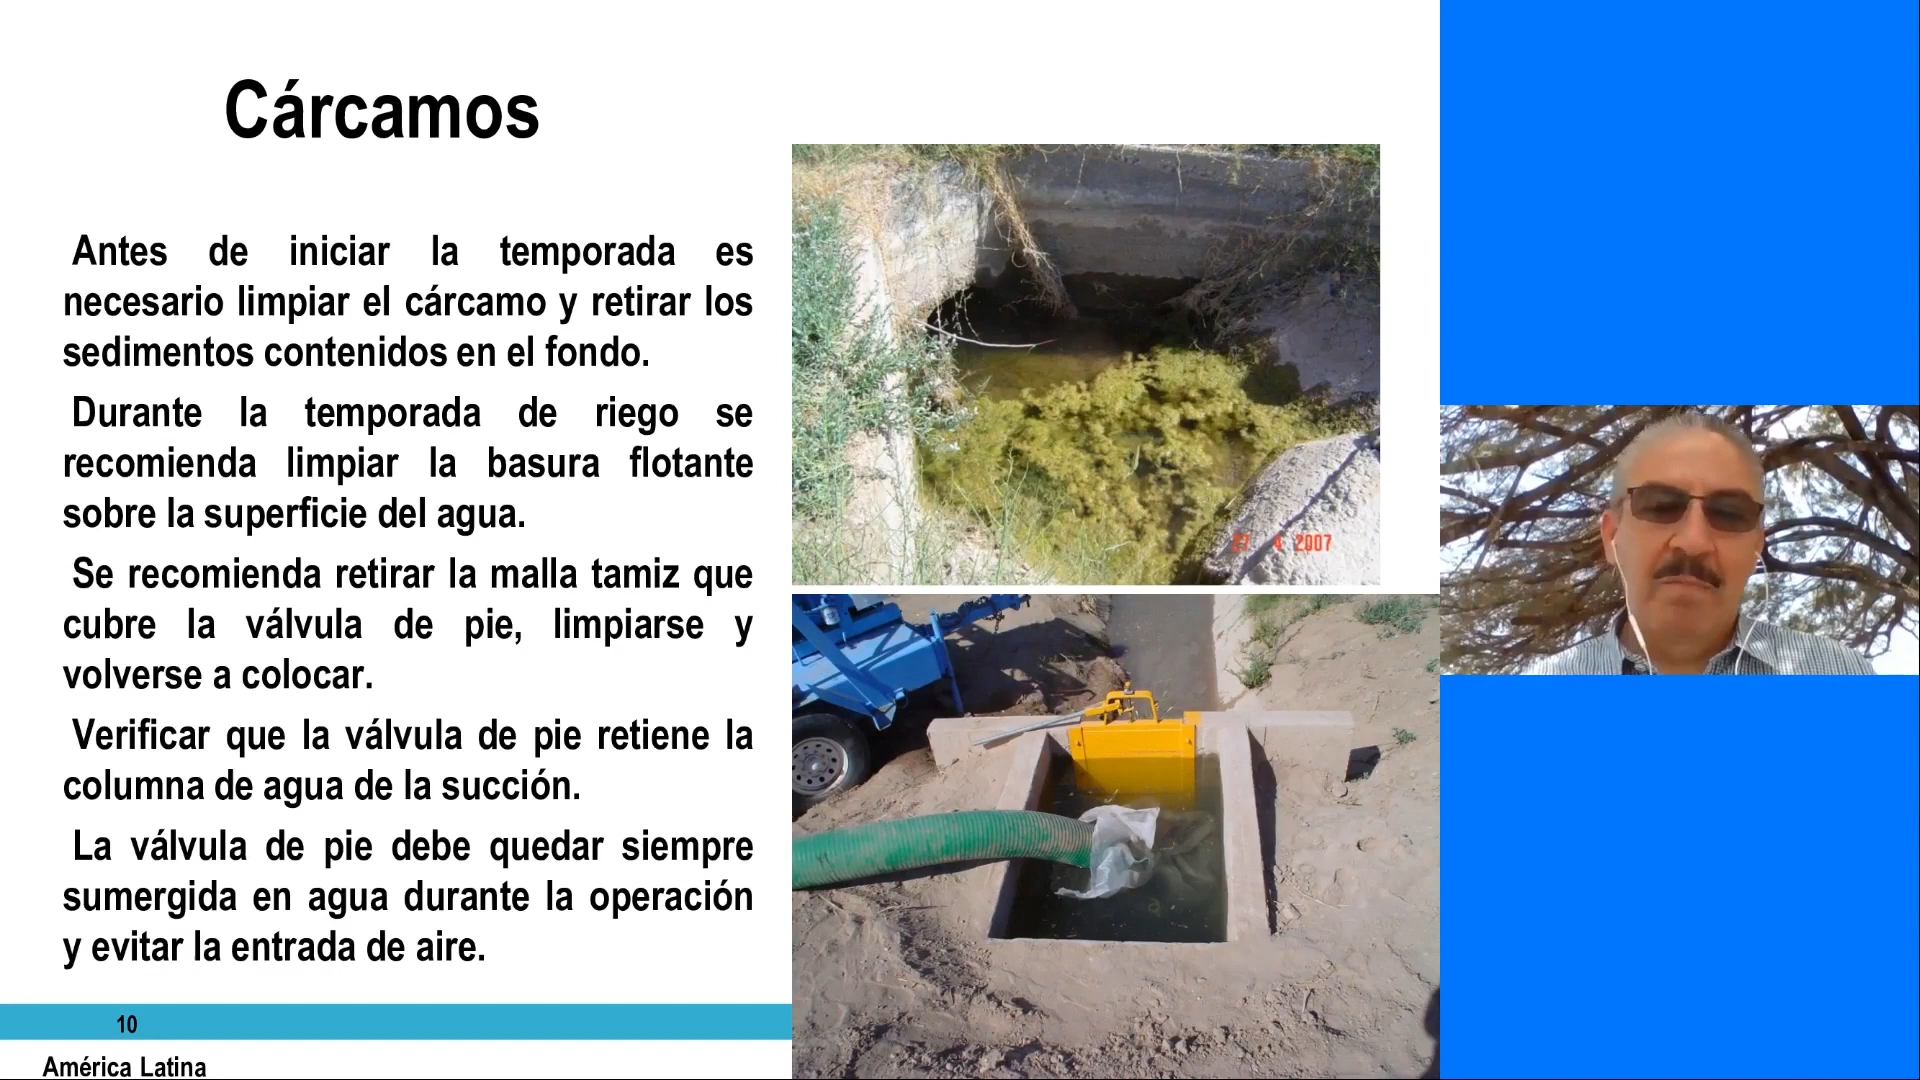 Cárcamos
Antes de iniciar la temporada es
necesario limpiar el cárcamo y retirar los
sedimentos contenidos en el fondo.
Durante la temporada de riego se
recomienda limpiar la basura flotante
sobre la superficie del agua.
Se recomienda retirar la malla tamiz que
cubre la válvula de pie, limpiarse y
volverse a colocar.
Verificar que la válvula de pie retiene la
columna de agua de la succión.
La válvula de pie debe quedar siempre
sumergida en agua durante la operación
y evitar la entrada de aire.
27 4 2007
10
América Latina